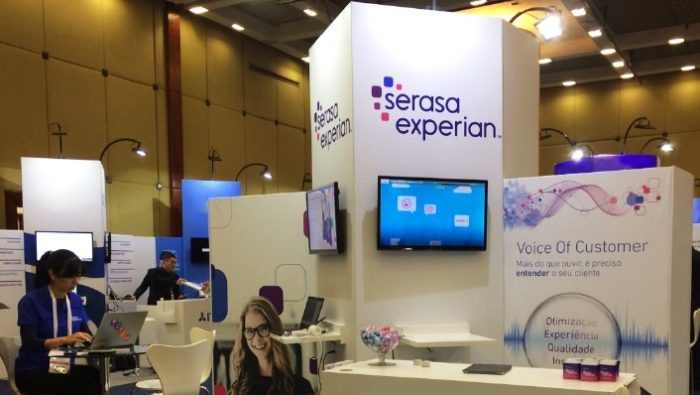 serasa
experian
serasa
experian
Voice Of Customer
Mais do que ouvir, é preciso
entender o seu cliente.
Otimização
Experiência
Qualidade